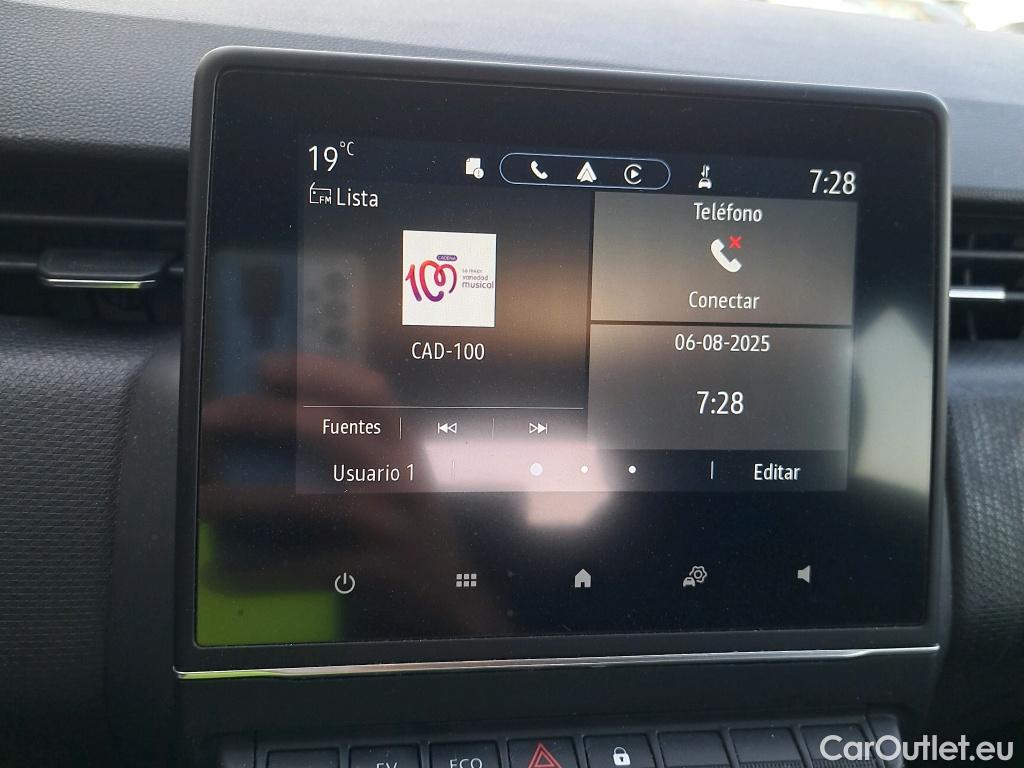 19°C
7:28
FM Lista
Teléfono
CADENA
100 La mejor
variedad
musical
Conectar
CAD-100
06-08-2025
7:28
Fuentes
Usuario 1
Editar
EV
ECO
CarOutlet.eu